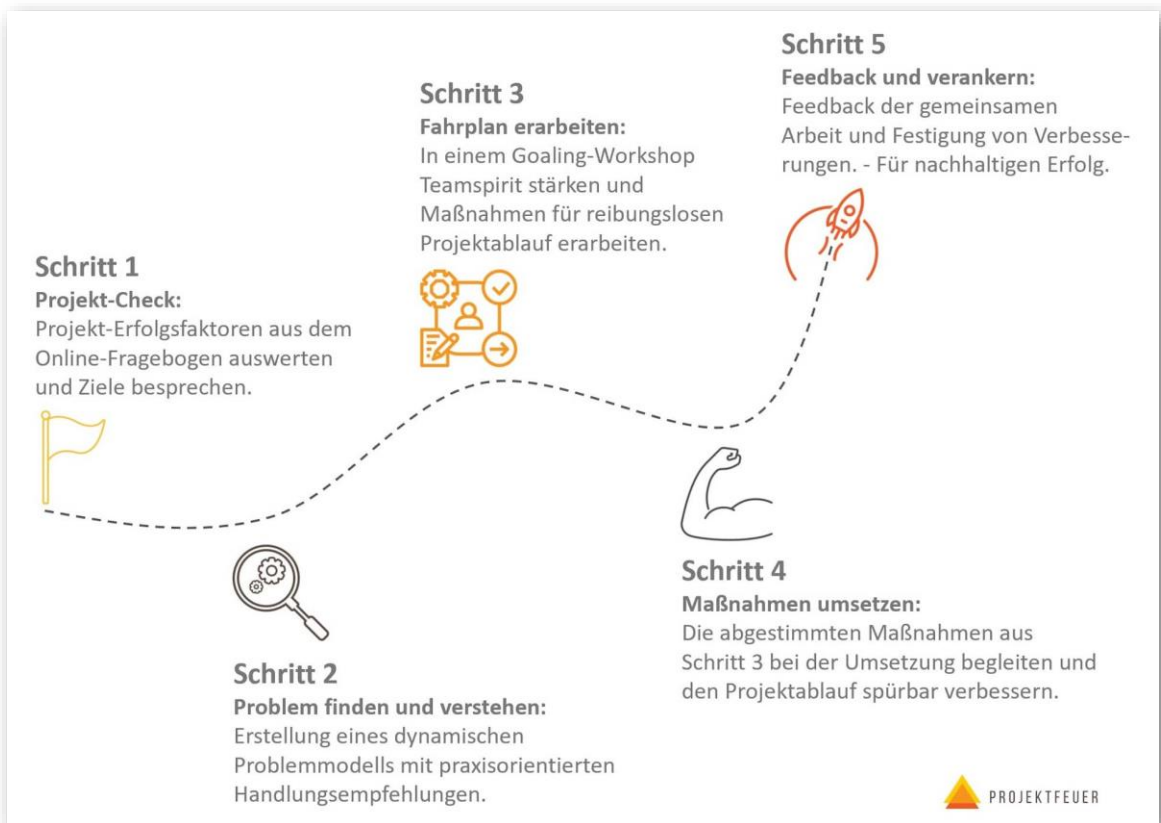 Schritt 1
Projekt-Check:
Projekt-Erfolgsfaktoren aus dem
Online-Fragebogen auswerten
und Ziele besprechen.
Schritt 2
Problem finden und verstehen:
Erstellung eines dynamischen
Problemmodells mit praxisorientierten
Handlungsempfehlungen.
Schritt 3
Fahrplan erarbeiten:
In einem Goaling-Workshop
Teamspirit stärken und
Maßnahmen für reibungslosen
Projektablauf erarbeiten.
Schritt 4
Maßnahmen umsetzen:
Die abgestimmten Maßnahmen aus
Schritt 3 bei der Umsetzung begleiten und
den Projektablauf spürbar verbessern.
Schritt 5
Feedback und verankern:
Feedback der gemeinsamen
Arbeit und Festigung von Verbesse-
rungen. - Für nachhaltigen Erfolg.
PROJEKTFEUER